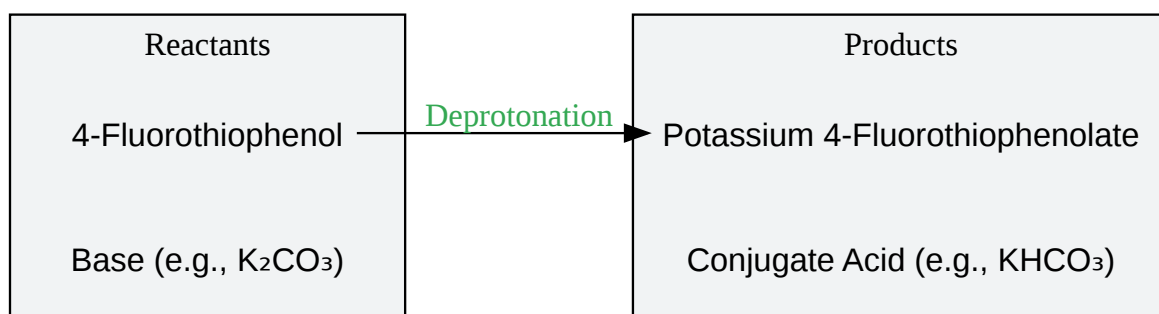 Reactants
4-Fluorothiophenol
Base (e.g., K₂CO₃)
Deprotonation
Products
Potassium 4-Fluorothiophenolate
Conjugate Acid (e.g., KHCO₃)